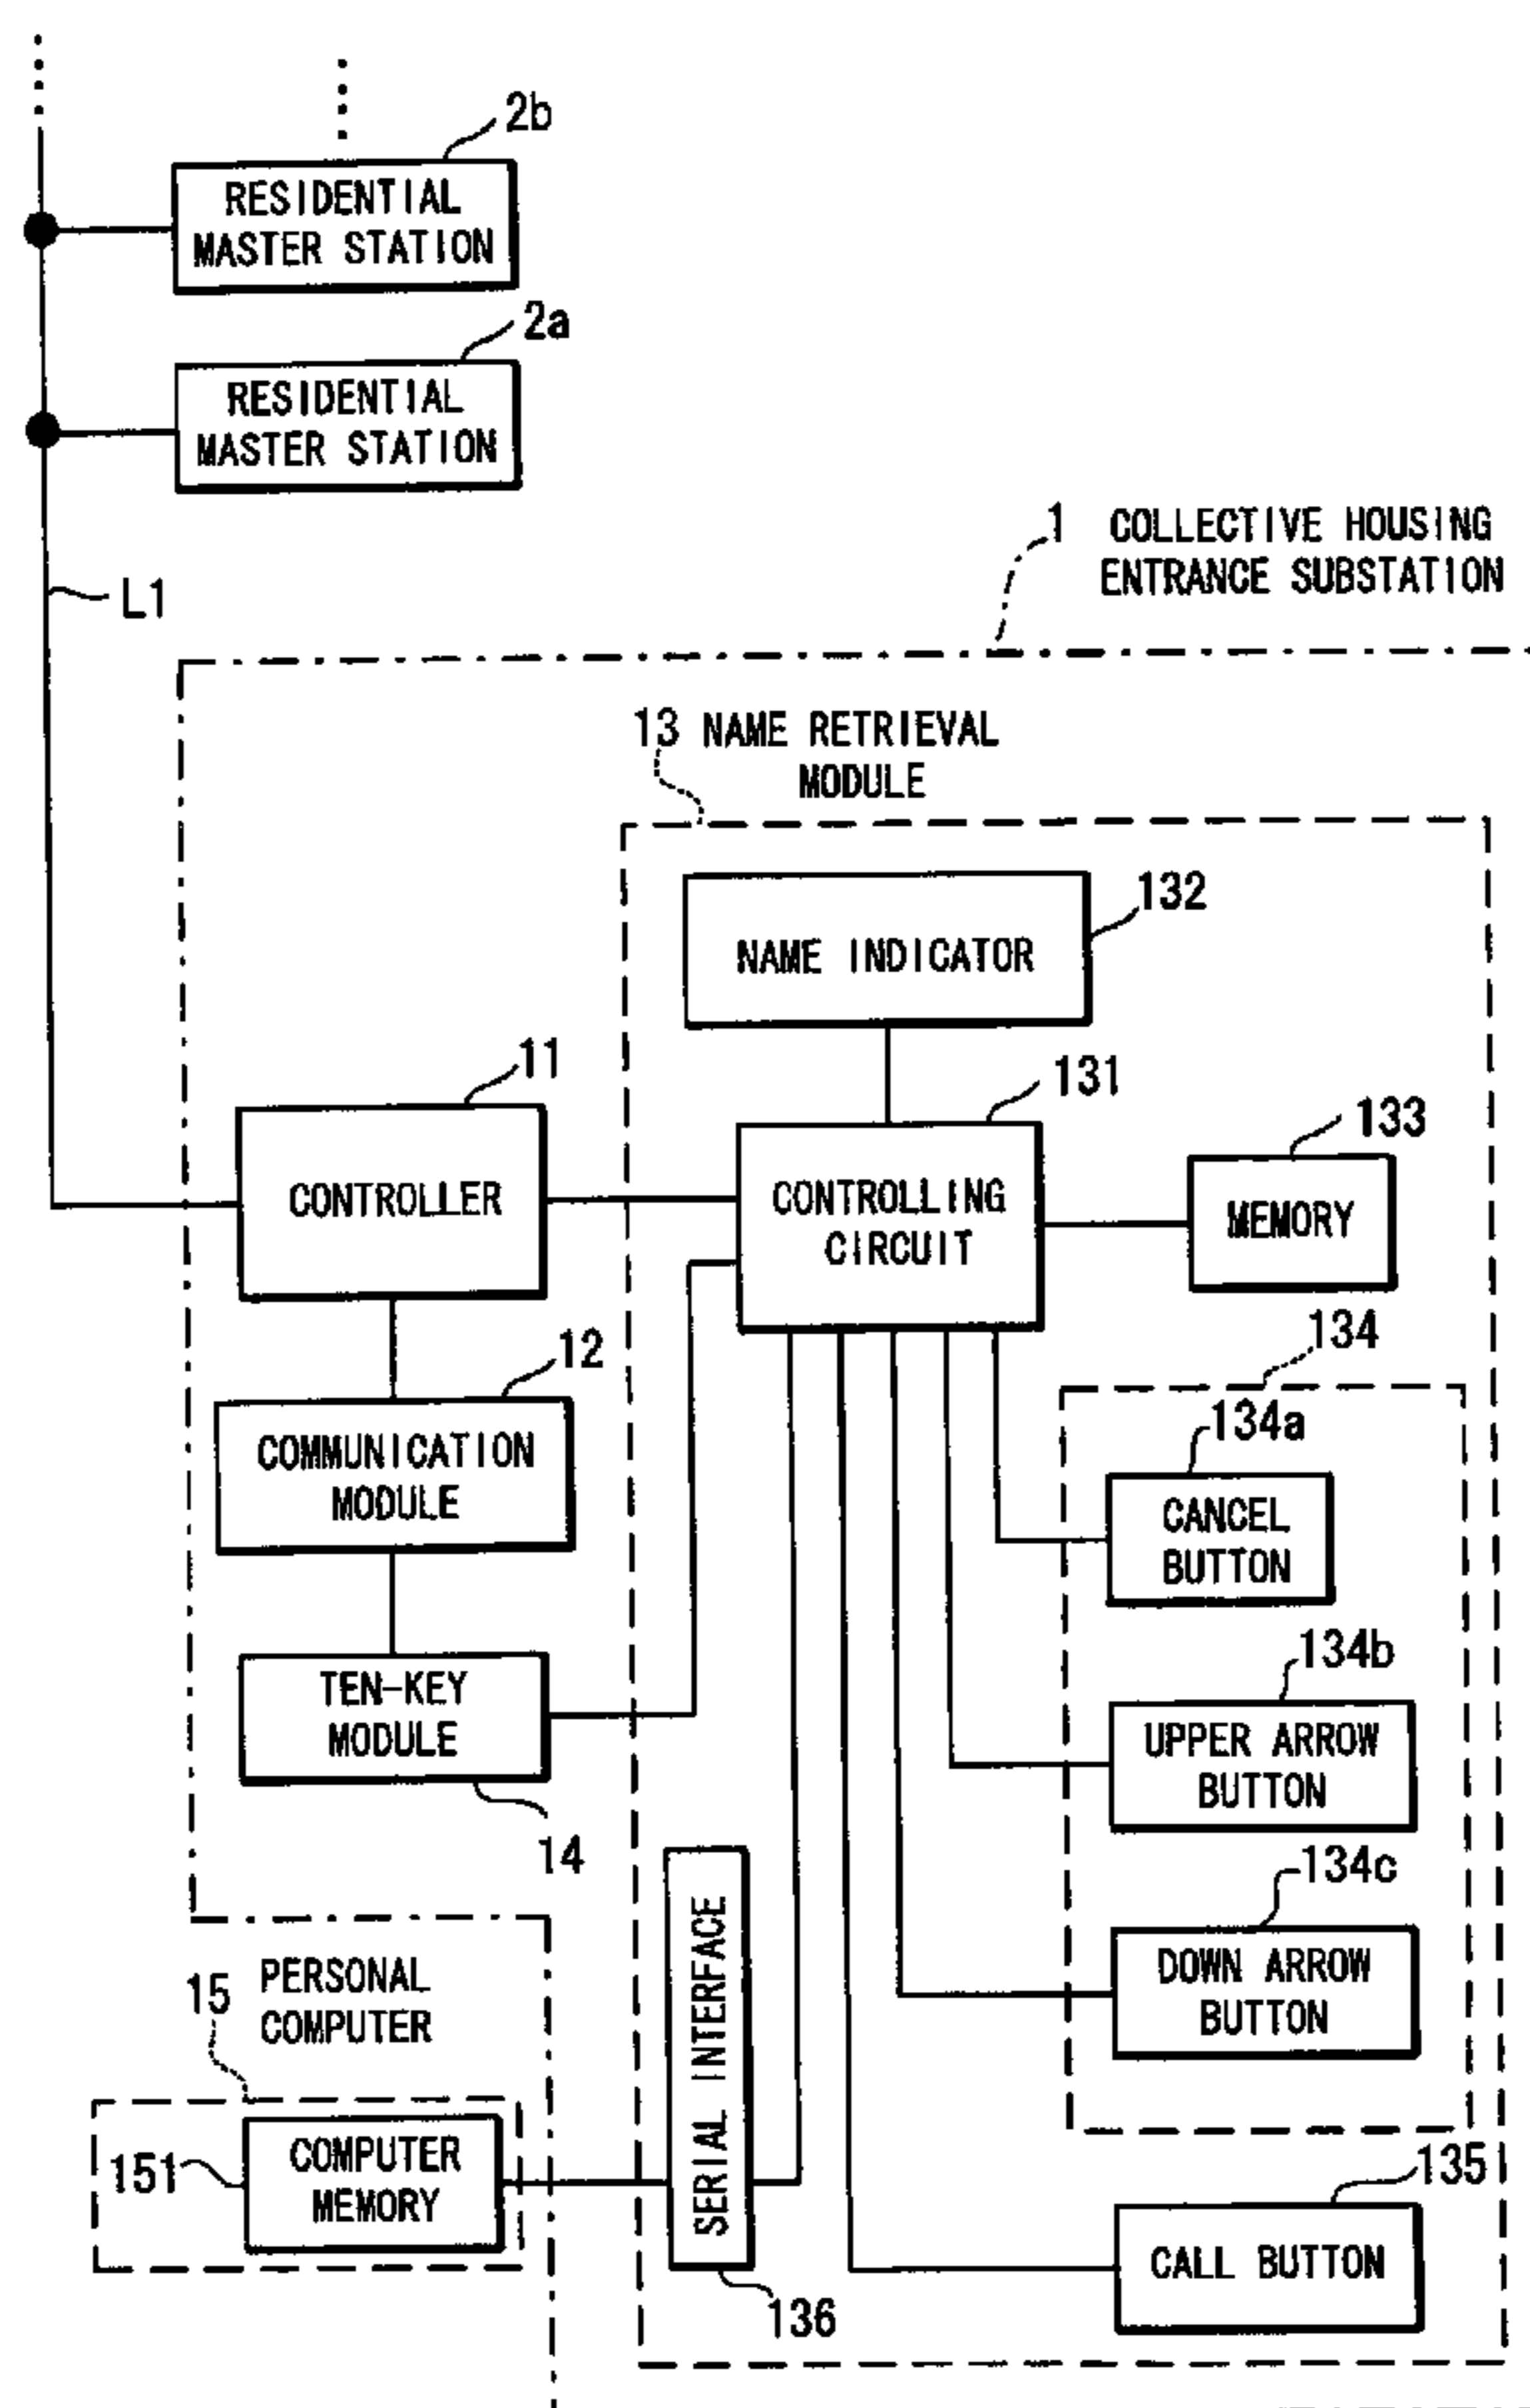 2b
RESIDENTIAL
MASTER STATION
2a
RESIDENTIAL
MASTER STATION
1 COLLECTIVE HOUSING
ENTRANCE SUBSTATION
L1
13 NAME RETRIEVAL
MODULE
132
NAME INDICATOR
11
131
133
CONTROLLER
CONTROLLING
CIRCUIT
MEMORY
12
134
COMMUNICATION
MODULE
134a
CANCEL
BUTTON
TEN-KEY
MODULE
14
134b
UPPER ARROW
BUTTON
134c
DOWN ARROW
BUTTON
15 PERSONAL
COMPUTER
151
COMPUTER
MEMORY
SERIAL INTERFACE
136
135
CALL BUTTON